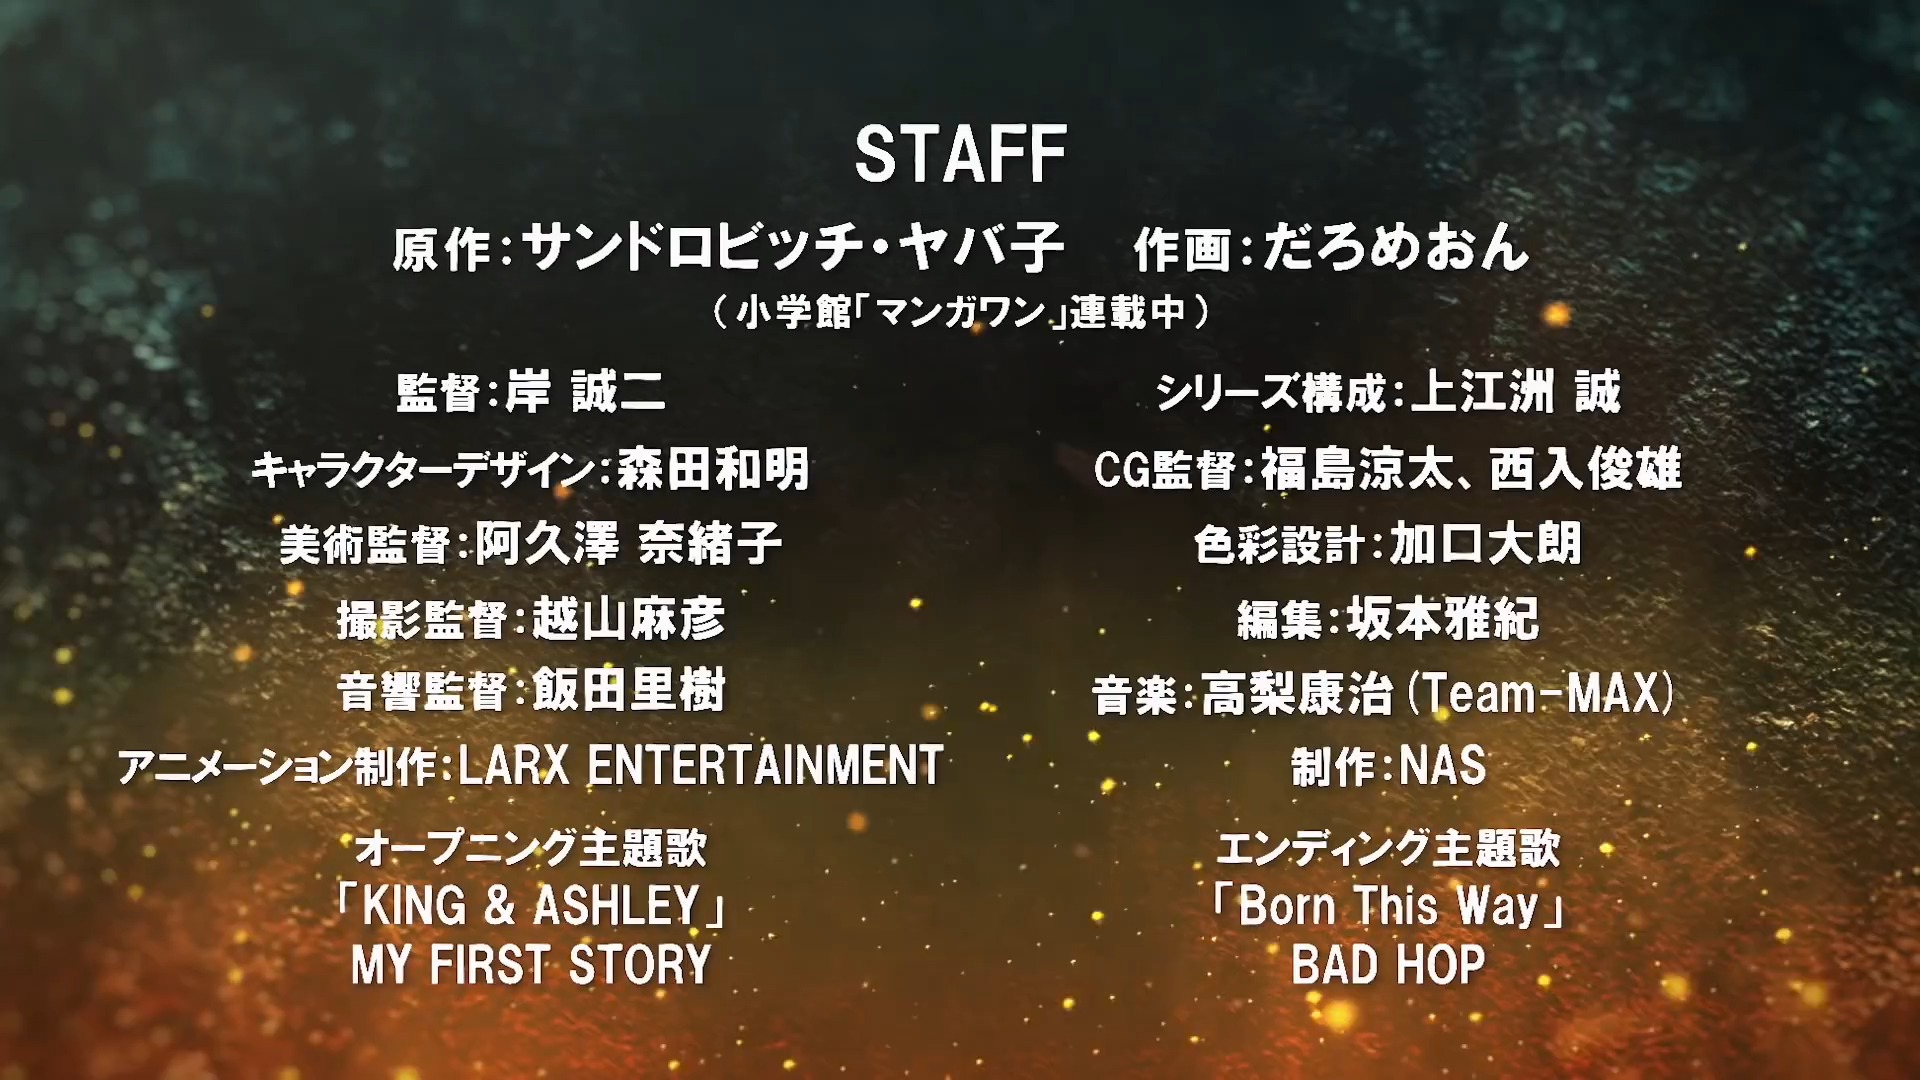 STAFF
原作：サンドロビッチ・ヤバ子 作画：だろめおん
（小学館「マンガワン」連載中）
監督：岸 誠二 シリーズ構成：上江洲 誠
キャラクターデザイン：森田和明 CG監督：福島涼太、西入俊雄
美術監督：阿久澤 奈緒子 色彩設計：加口大朗
撮影監督：越山麻彦 編集：坂本雅紀
音響監督：飯田里樹 音楽：高梨康治(Team-MAX)
アニメーション制作：LARX ENTERTAINMENT 制作：NAS
オープニング主題歌 エンディング主題歌
「KING & ASHLEY」 「Born This Way」
MY FIRST STORY BAD HOP